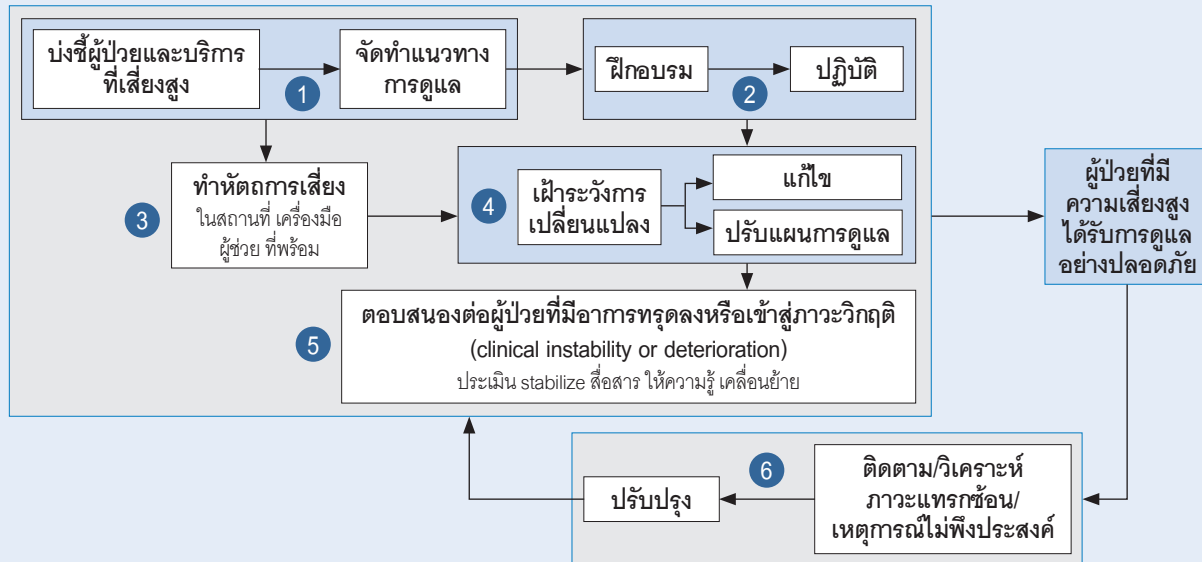 บ่งชี้ผู้ป่วยและบริการ
ที่เสี่ยงสูง
1
จัดทำแนวทาง
การดูแล
ฝึกอบรม
2
ปฏิบัติ
3
ทำหัตถการเสี่ยง
ในสถานที่ เครื่องมือ
ผู้ช่วย ที่พร้อม
4
เฝ้าระวังการ
เปลี่ยนแปลง
แก้ไข
ปรับแผนการดูแล
5
ตอบสนองต่อผู้ป่วยที่มีอาการทรุดลงหรือเข้าสู่ภาวะวิกฤติ
(clinical instability or deterioration)
ประเมิน stabilize สื่อสาร ให้ความรู้ เคลื่อนย้าย
ผู้ป่วยที่มี
ความเสี่ยงสูง
ได้รับการดูแล
อย่างปลอดภัย
6
ติดตาม/วิเคราะห์
ภาวะแทรกซ้อน/
เหตุการณ์ไม่พึงประสงค์
ปรับปรุง